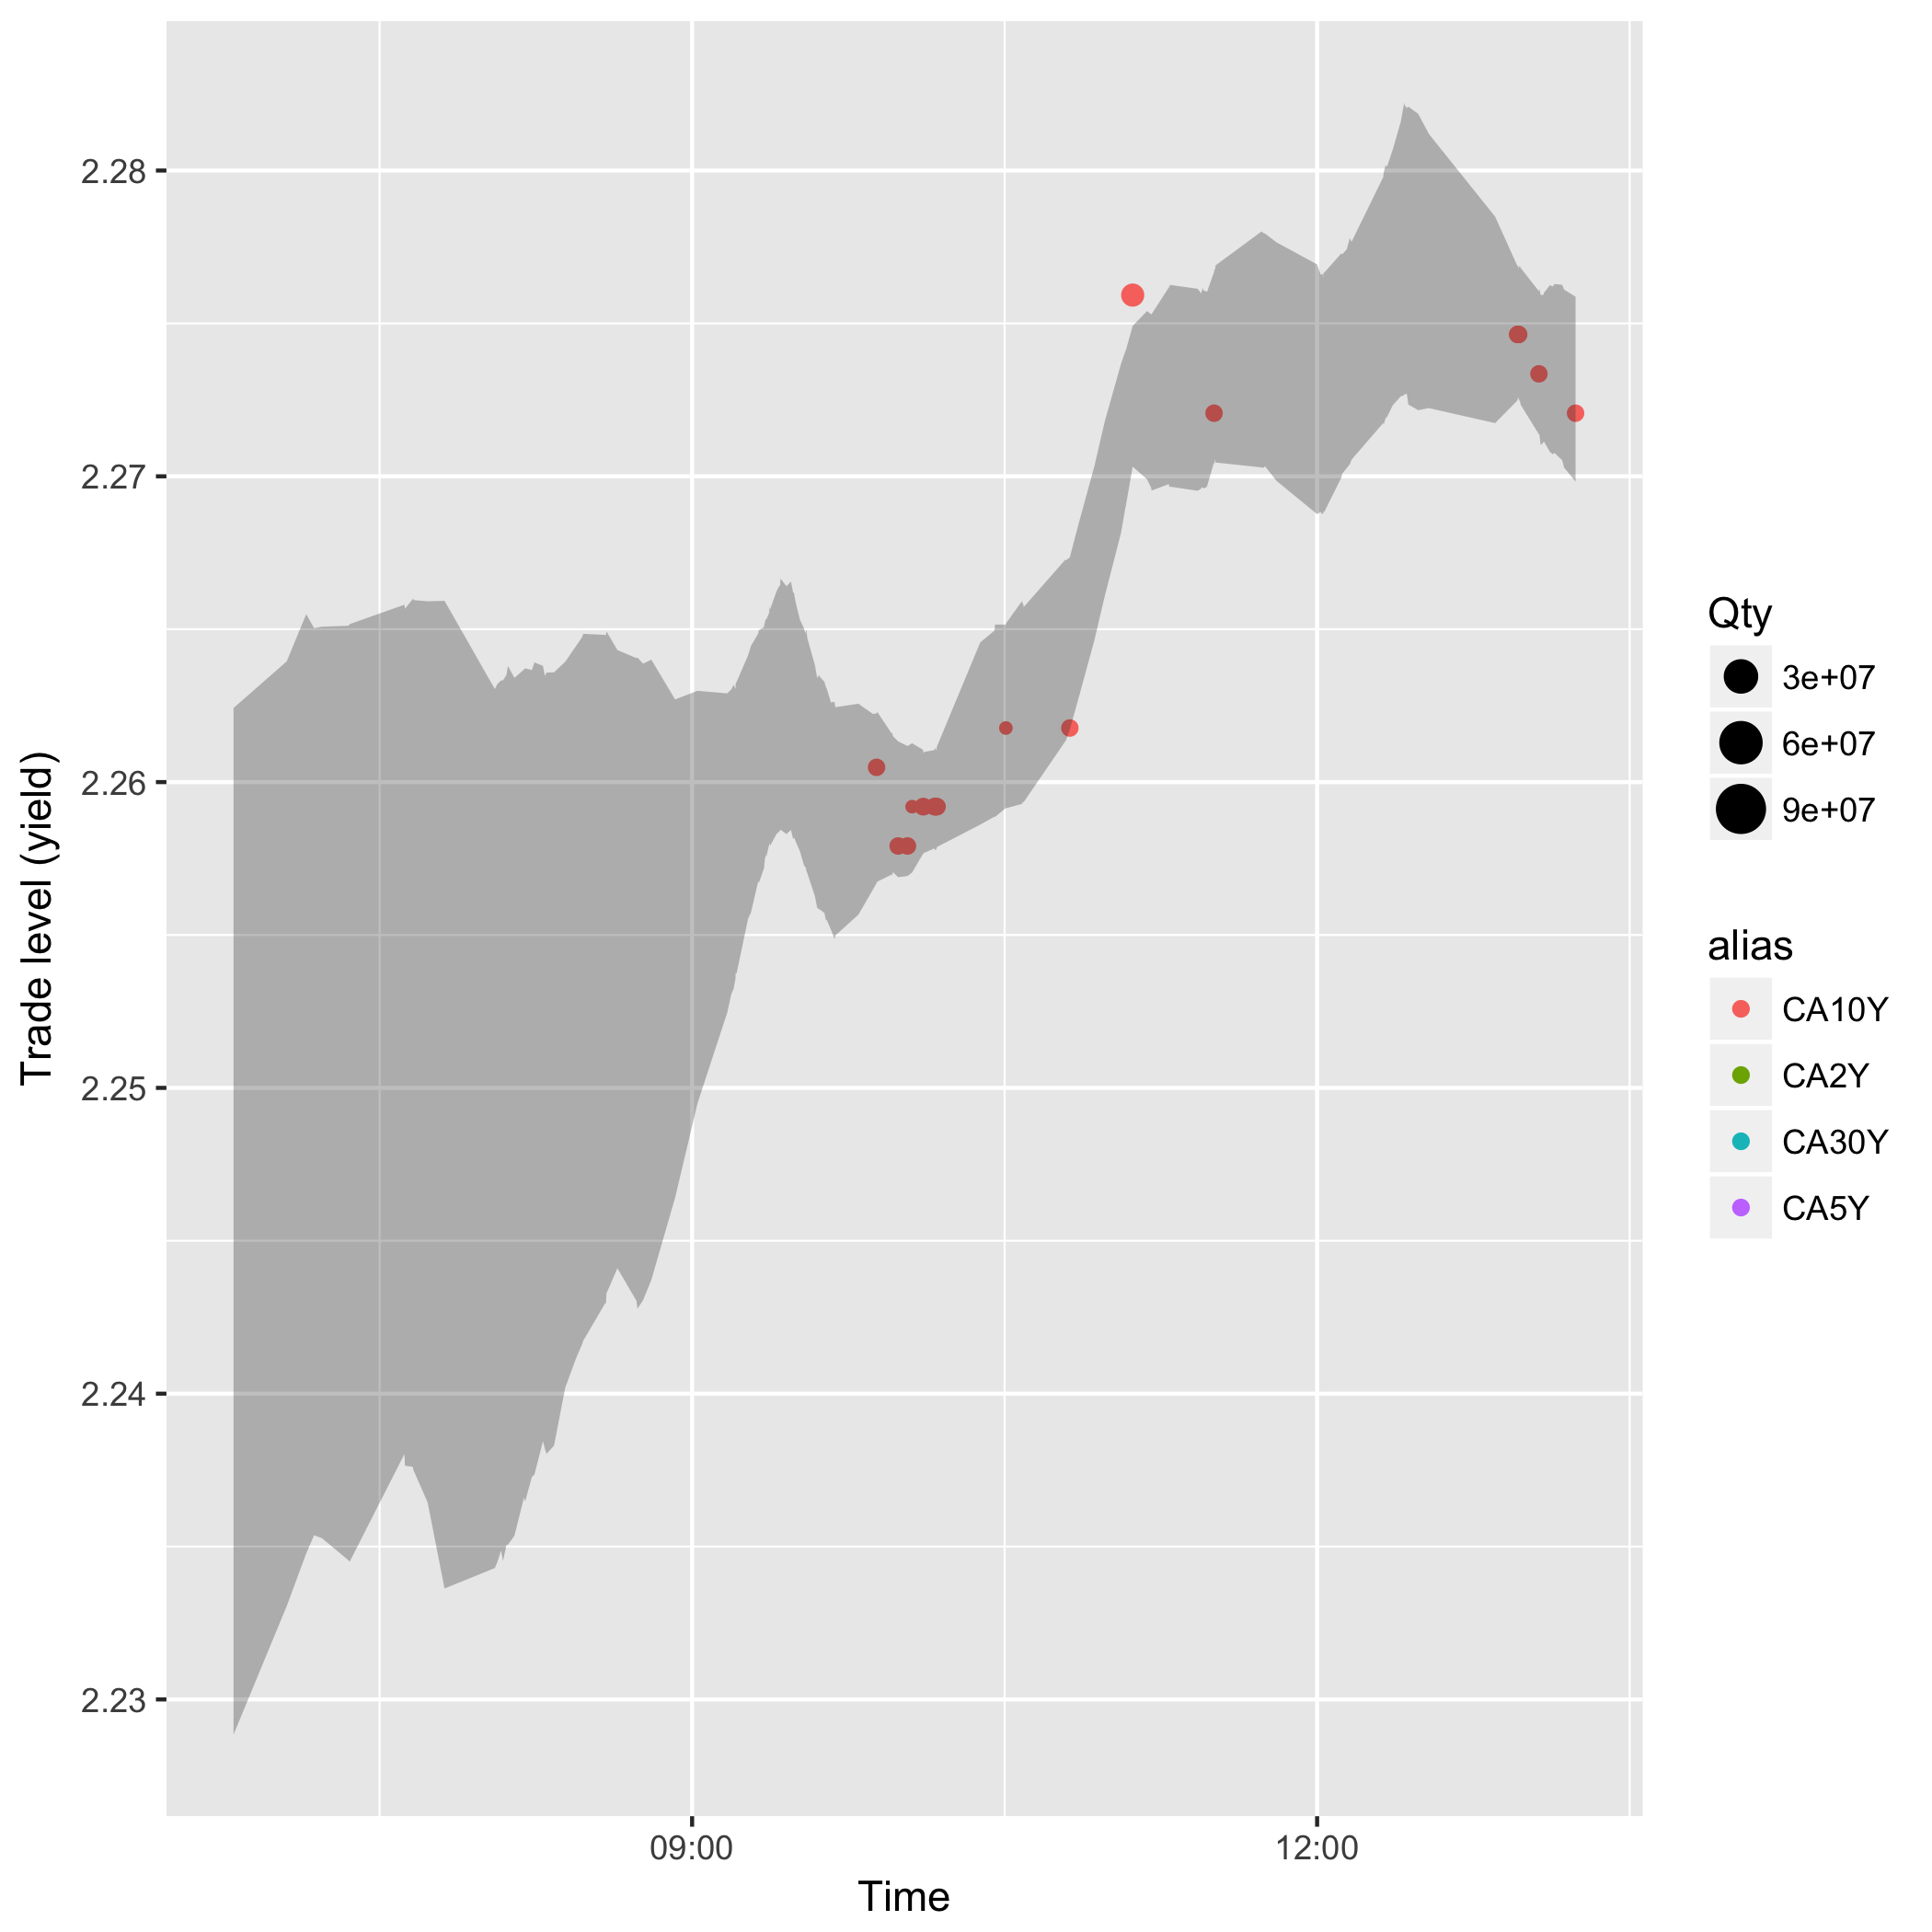 Trade level (yield)
2.28
2.27
2.26
2.25
2.24
2.23
09:00
12:00
Time
Qty
3e+07
6e+07
9e+07
alias
CA10Y
CA2Y
CA30Y
CA5Y